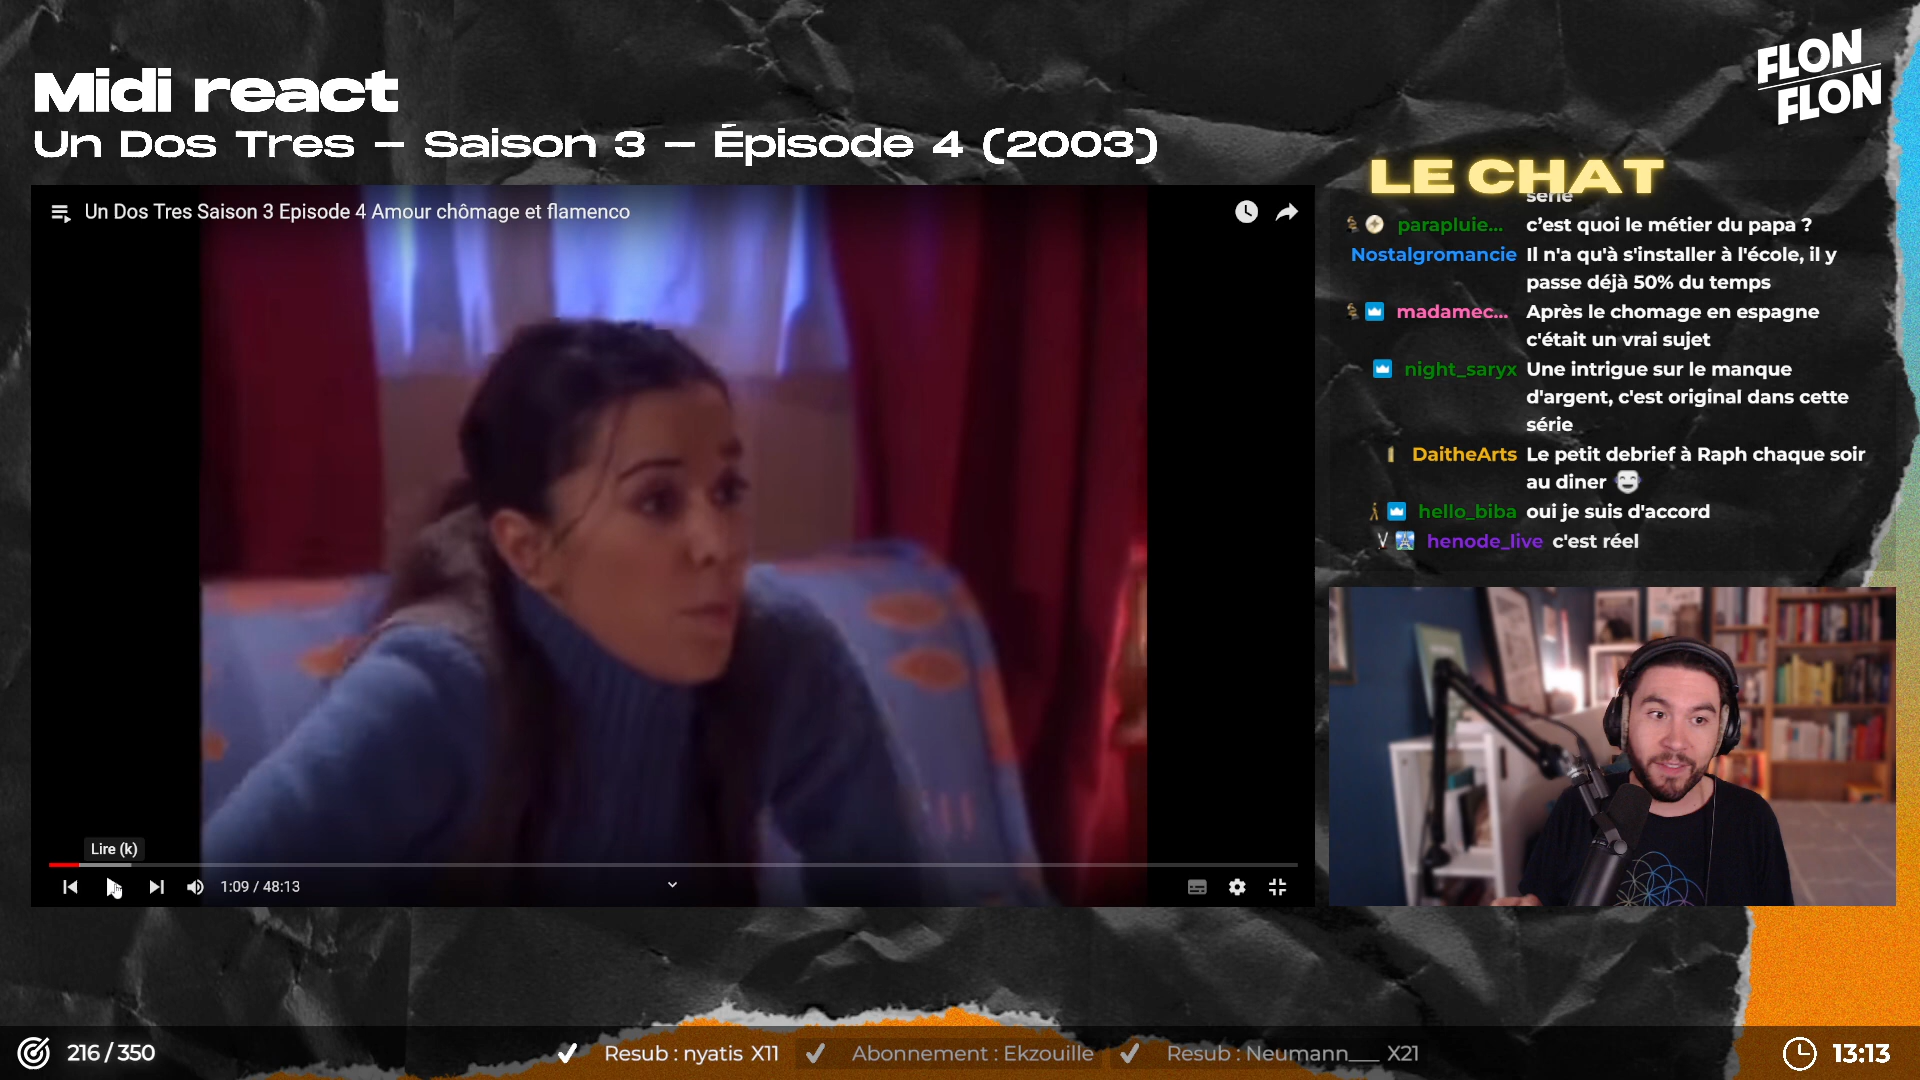 Midi react
Un Dos Tres – Saison 3 – Épisode 4 (2003)
FLON
FLON
LE CHAT
Un Dos Tres Saison 3 Episode 4 Amour chômage et flamenco
série
parapluie... c'est quoi le métier du papa ?
Nostalgromancie Il n'a qu'à s'installer à l'école, il y
passe déjà 50% du temps
madamec... Après le chomage en espagne
c'était un vrai sujet
night_saryx Une intrigue sur le manque
d'argent, c'est original dans cette
série
DaitheArts Le petit debrief à Raph chaque soir
au diner
hello_biba oui je suis d'accord
henode_live c'est réel
Lire (k)
1:09 / 48:13
216 / 350
Resub : nyatis X11
Abonnement : Ekzouille
Resub : Neumann___ X21
13:13